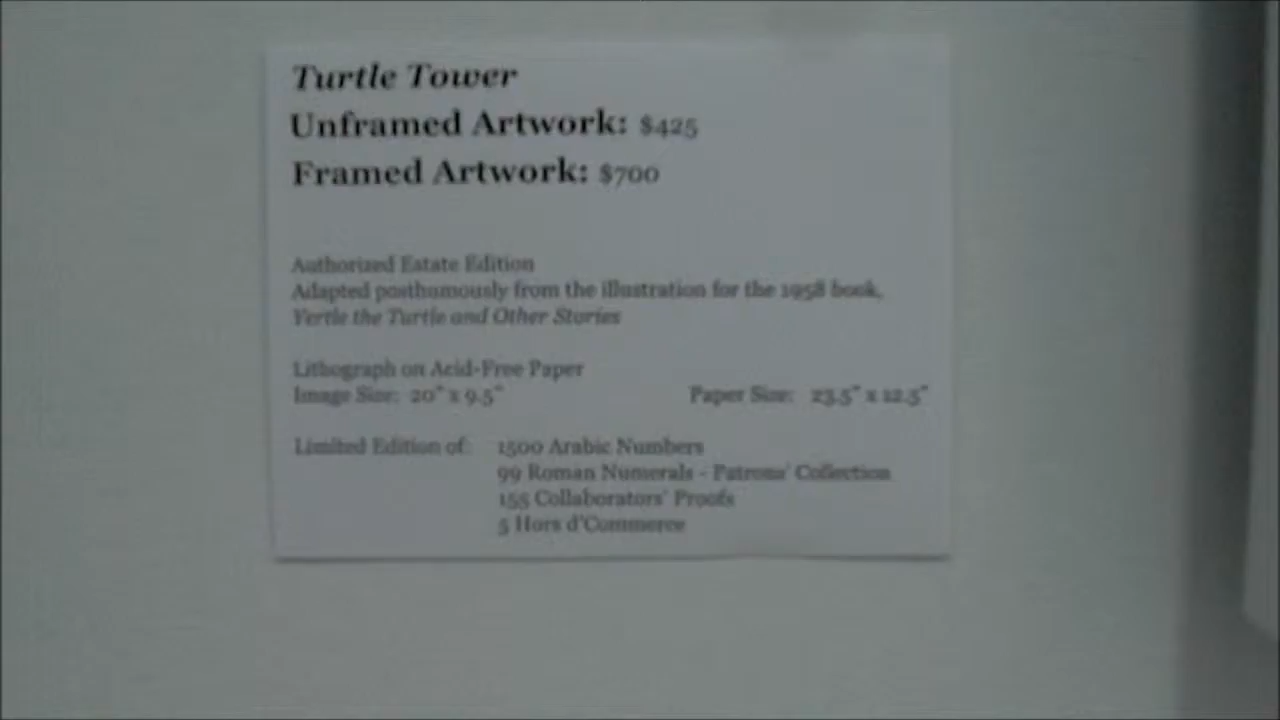 Turtle Tower
Unframed Artwork: $425
Framed Artwork: $700
Authorized Estate Edition
Adapted posthumously from the illustration for the 1958 book,
Yertle the Turtle and Other Stories
Lithograph on Acid-Free Paper
Image Size: 20" x 9.5" Paper Size: 23.5" x 12.5"
Limited Edition of: 1500 Arabic Numbers
99 Roman Numerals - Patrons' Collection
155 Collaborators' Proofs
5 Hors d'Commerce